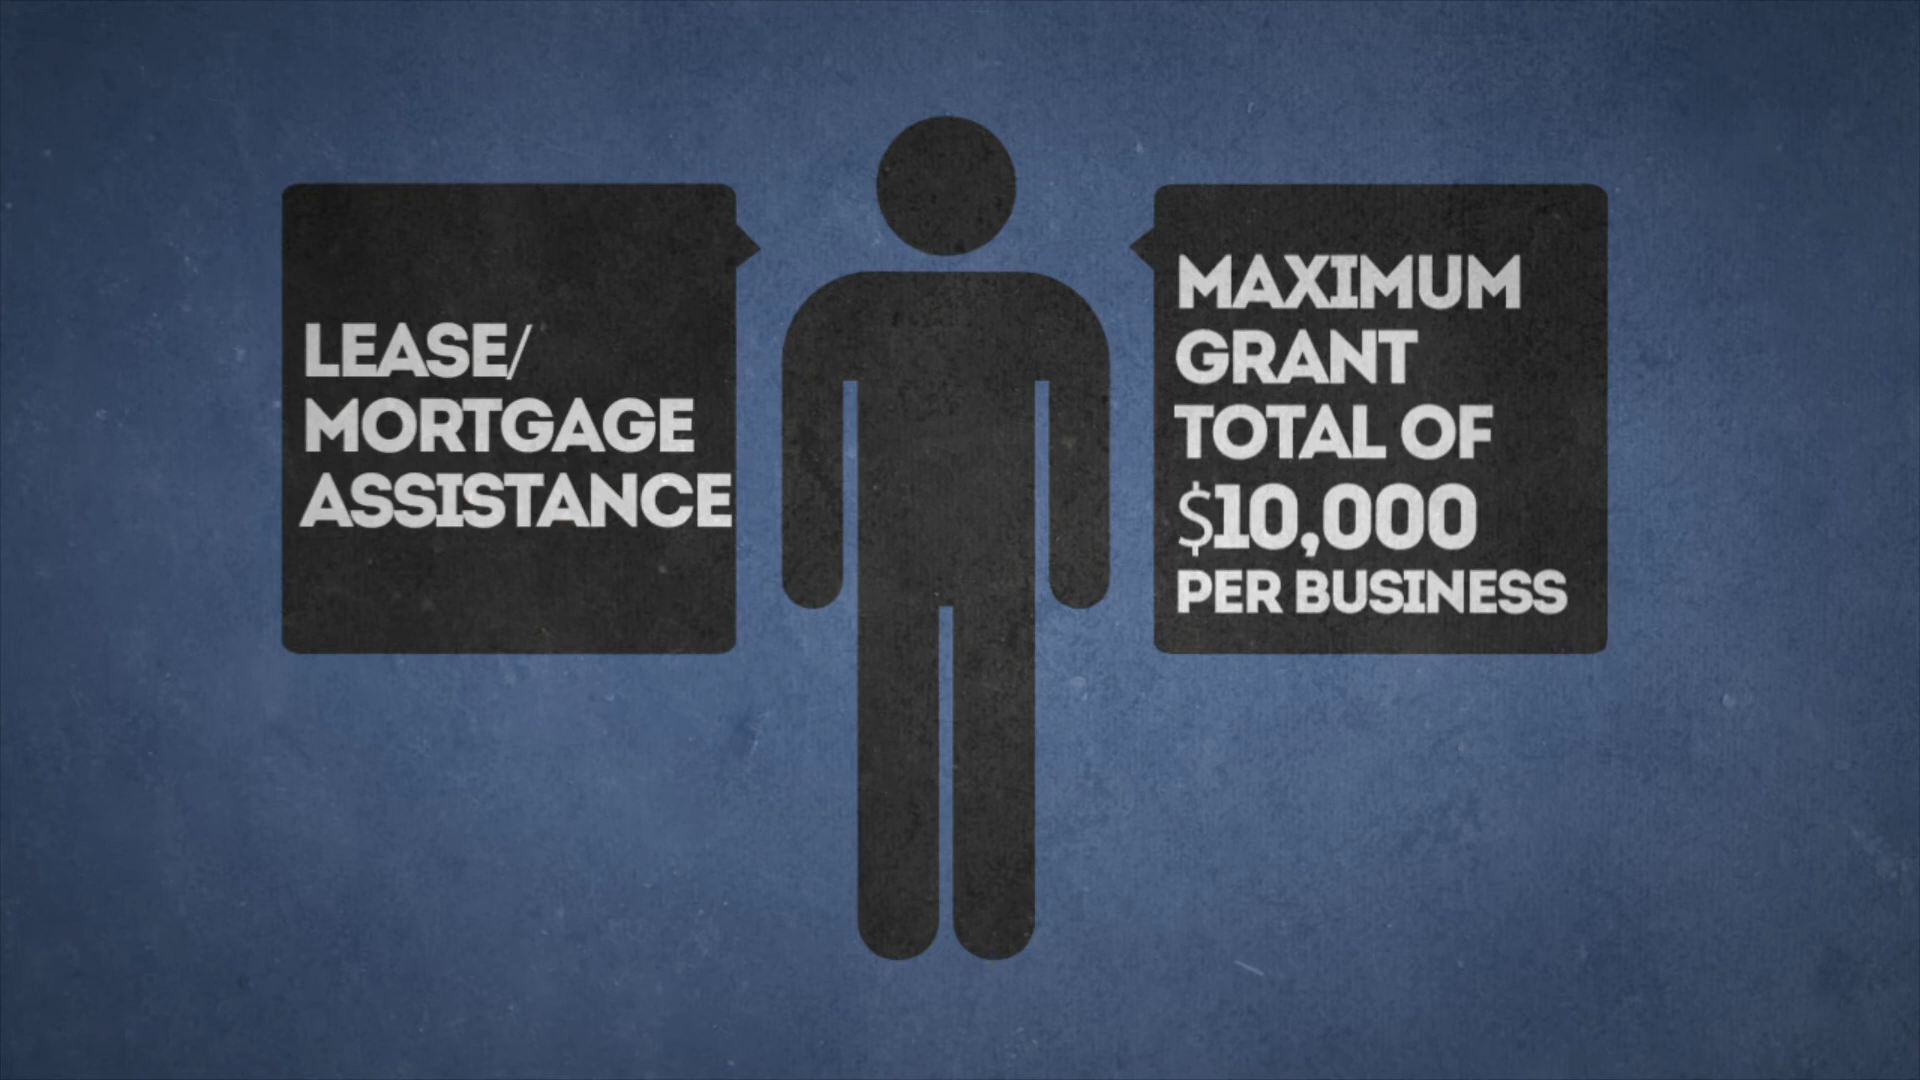 LEASE/
MORTGAGE
ASSISTANCE
MAXIMUM
GRANT
TOTAL OF
$10,000
PER BUSINESS